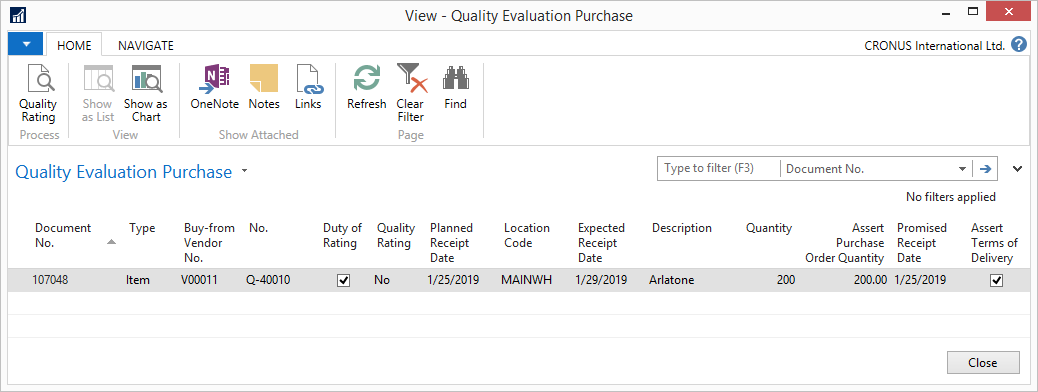 View - Quality Evaluation Purchase
HOME
NAVIGATE
CRONUS International Ltd.
?
Quality
Rating
Process
Show
as List
Show as
Chart
View
OneNote
Notes
Links
Show Attached
Refresh
Clear
Filter
Find
Page
Quality Evaluation Purchase
Type to filter (F3)
Document No.
No filters applied
Document
No.
Type
Buy-from
Vendor
No.
No.
Duty of
Rating
Quality
Rating
Planned
Receipt
Date
Location
Code
Expected
Receipt
Date
Description
Quantity
Assert
Purchase
Order Quantity
Promised
Receipt
Date
Assert
Terms of
Delivery
107048 Item V00011 Q-40010 No 1/25/2019 MAINWH 1/29/2019 Arlatone 200 200.00 1/25/2019
Close